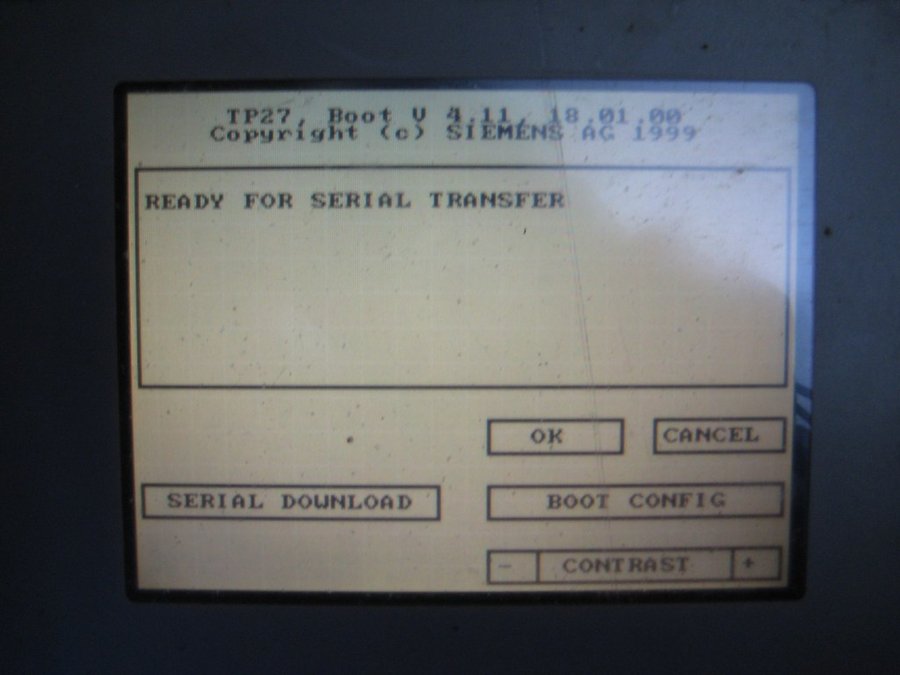 TP27, Boot V 4.11, 18.01.00
Copyright (c) SIEMENS AG 1999
READY FOR SERIAL TRANSFER
OK CANCEL
SERIAL DOWNLOAD BOOT CONFIG
- CONTRAST +